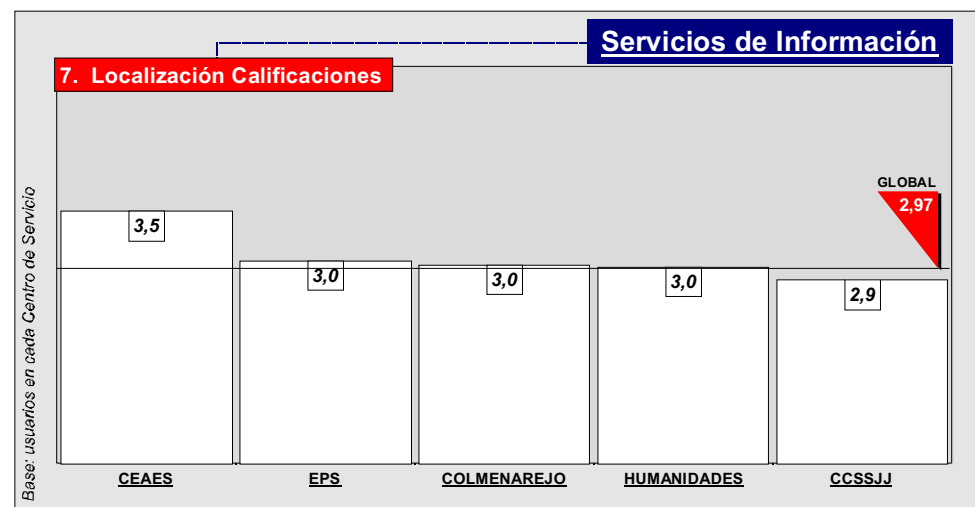 Servicios de Información
7. Localización Calificaciones
GLOBAL
2,97
3,5
3,0
3,0
3,0
2,9
CEAES
EPS
COLMENAREJO
HUMANIDADES
CCSSJJ
Base: usuarios en cada Centro de Servicio